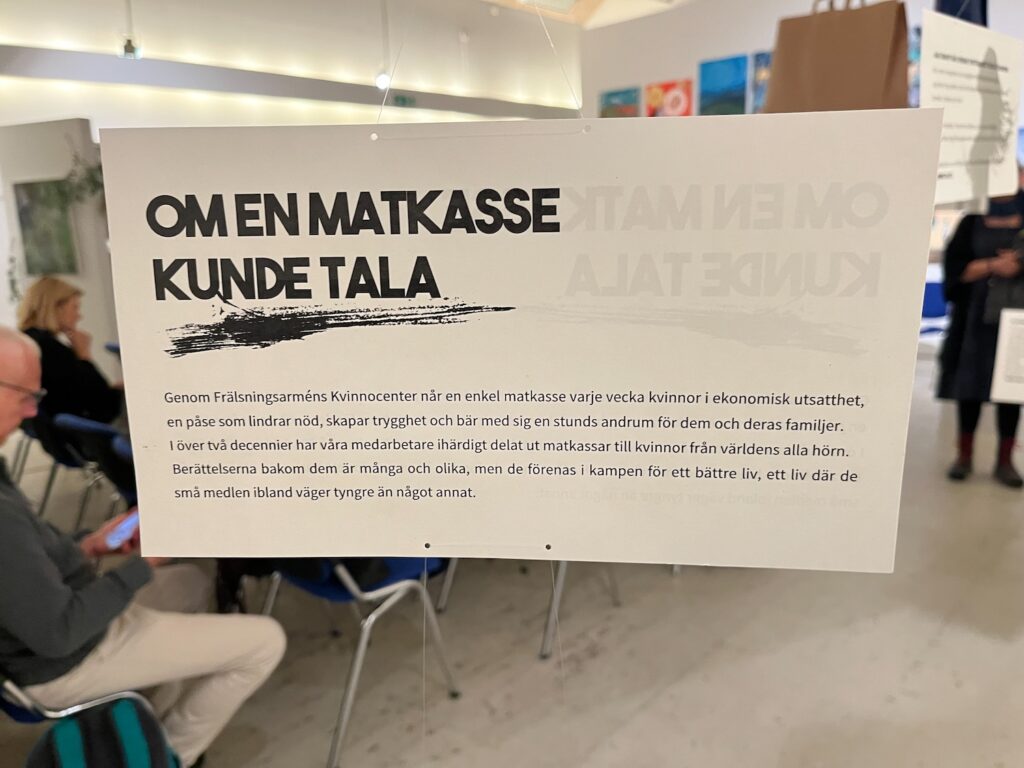 OM EN MATKASSE
KUNDE TALA
Genom Frälsningsarméns Kvinnocenter når en enkel matkasse varje vecka kvinnor i ekonomisk utsatthet,
en påse som lindrar nöd, skapar trygghet och bär med sig en stunds andrum för dem och deras familjer.
I över två decennier har våra medarbetare ihärdigt delat ut matkassar till kvinnor från världens alla hörn.
Berättelserna bakom dem är många och olika, men de förenas i kampen för ett bättre liv, ett liv där de
små medlen ibland väger tyngre än något annat.